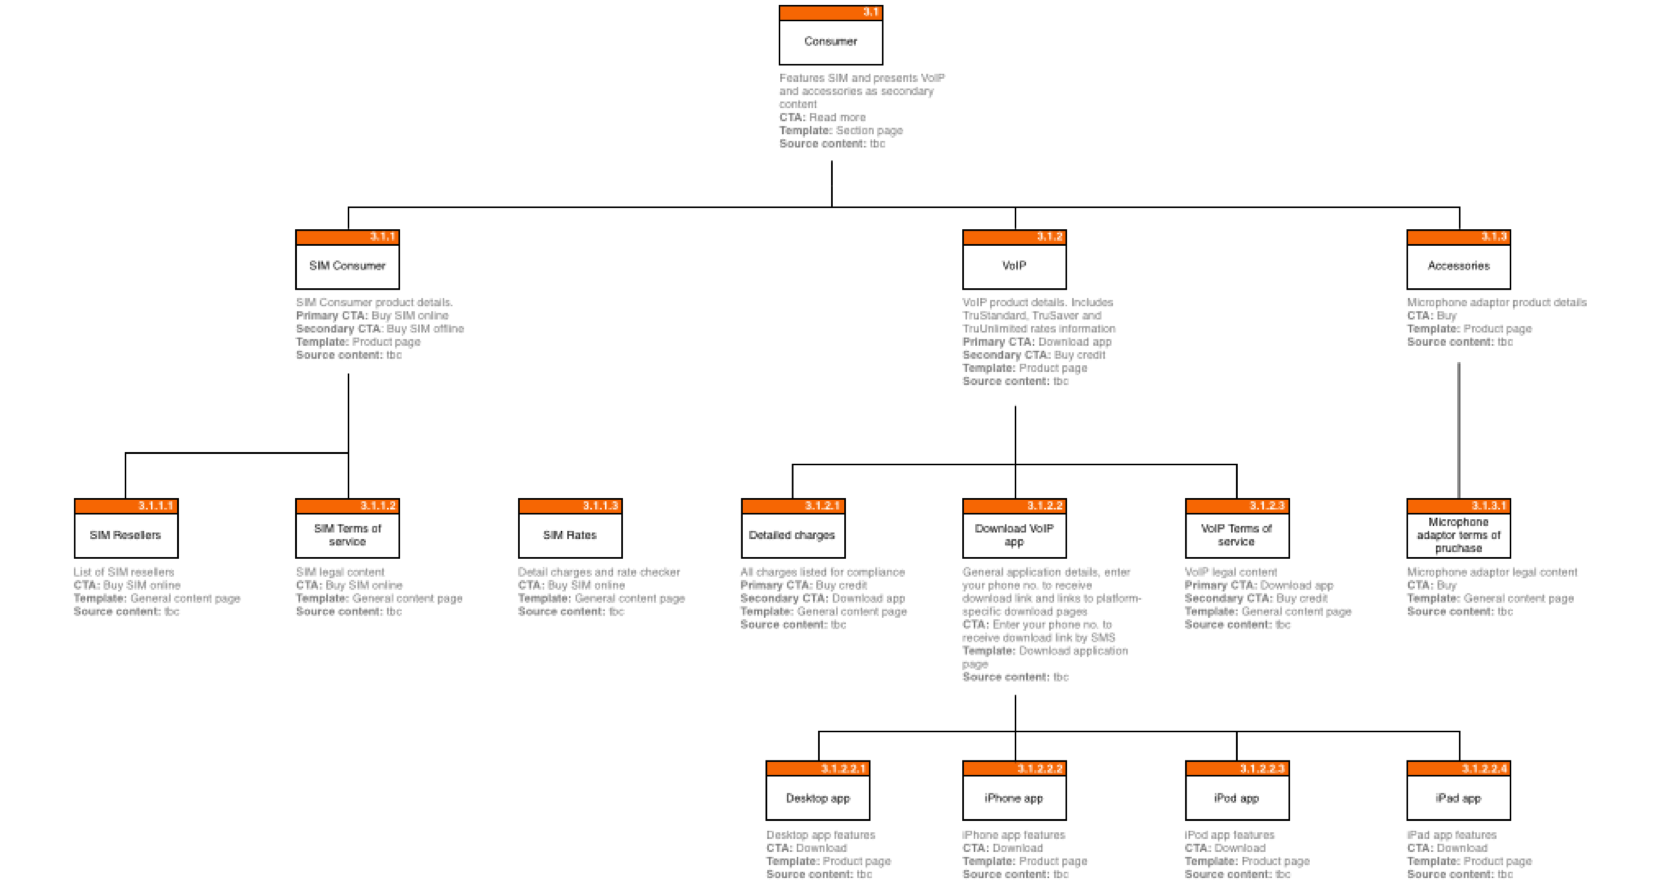 3.1
Consumer
Features SIM and presents VoIP
and accessories as secondary
content
CTA: Read more
Template: Section page
Source content: tbc
3.1.1
SIM Consumer
SIM Consumer product details.
Primary CTA: Buy SIM online
Secondary CTA: Buy SIM offline
Template: Product page
Source content: tbc
3.1.2
VoIP
VoIP product details. Includes
TruStandard, TruSaver and
TruUnlimited rates information
Primary CTA: Download app
Secondary CTA: Buy credit
Template: Product page
Source content: tbc
3.1.3
Accessories
Microphone adaptor product details
CTA: Buy
Template: Product page
Source content: tbc
3.1.1.1
SIM Resellers
List of SIM resellers
CTA: Buy SIM online
Template: General content page
Source content: tbc
3.1.1.2
SIM Terms of
service
SIM legal content
CTA: Buy SIM online
Template: General content page
Source content: tbc
3.1.1.3
SIM Rates
Detail charges and rate checker
CTA: Buy SIM online
Template: General content page
Source content: tbc
3.1.2.1
Detailed charges
All charges listed for compliance
Primary CTA: Buy credit
Secondary CTA: Download app
Template: General content page
Source content: tbc
3.1.2.2
Download VoIP
app
General application details, enter
your phone no. to receive
download link and links to platform-
specific download pages
CTA: Enter your phone no. to
receive download link by SMS
Template: Download application
page
Source content: tbc
3.1.2.3
VoIP Terms of
service
VoIP legal content
Primary CTA: Download app
Secondary CTA: Buy credit
Template: General content page
Source content: tbc
3.1.3.1
Microphone
adaptor terms of
pruchase
Microphone adaptor legal content
CTA: Buy
Template: General content page
Source content: tbc
3.1.2.2.1
Desktop app
Desktop app features
CTA: Download
Template: Product page
Source content: tbc
3.1.2.2.2
iPhone app
iPhone app features
CTA: Download
Template: Product page
Source content: tbc
3.1.2.2.3
iPod app
iPod app features
CTA: Download
Template: Product page
Source content: tbc
3.1.2.2.4
iPad app
iPad app features
CTA: Download
Template: Product page
Source content: tbc